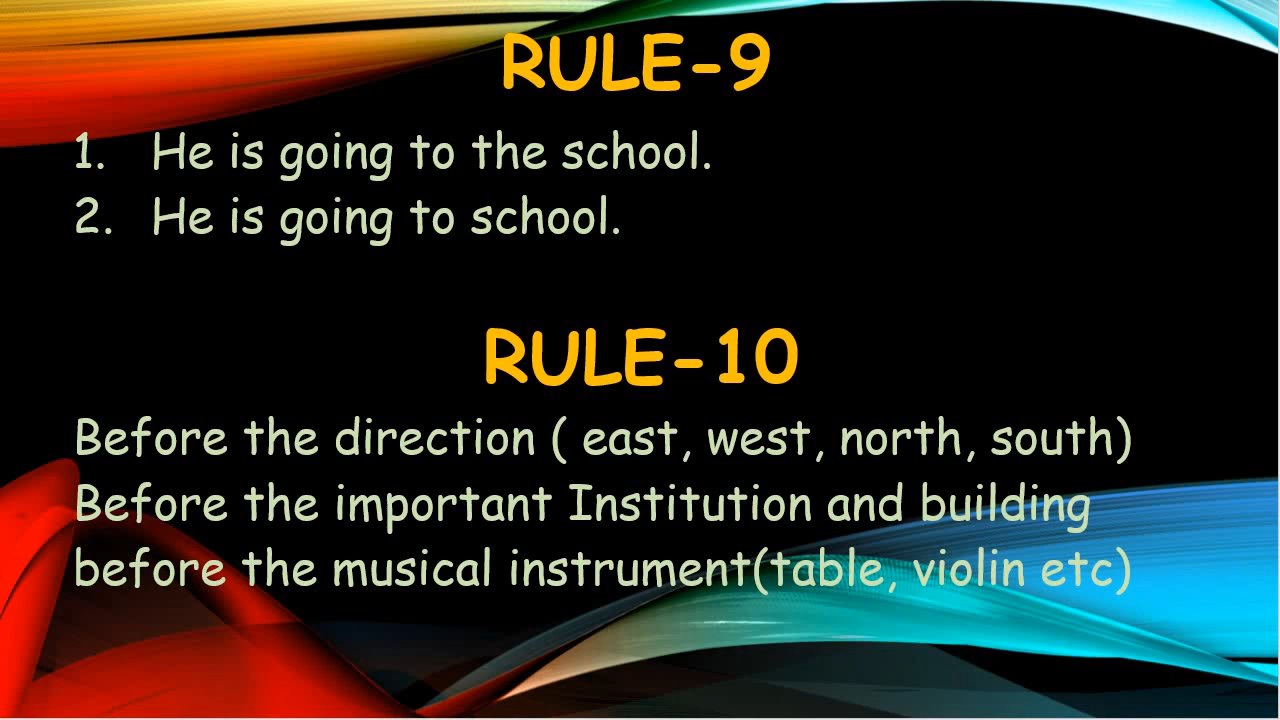 RULE-9
1. He is going to the school.
2. He is going to school.
RULE-10
Before the direction ( east, west, north, south)
Before the important Institution and building
before the musical instrument(table, violin etc)